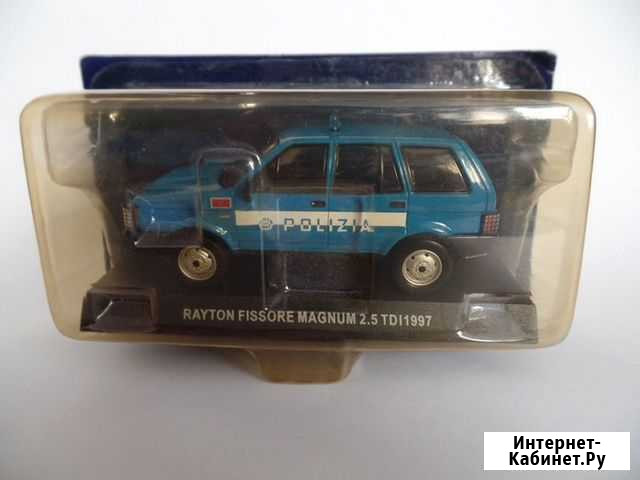 POLIZIA
RAYTON FISSORE MAGNUM 2.5 TDI1997
Интернет-
Кабинет.Ру